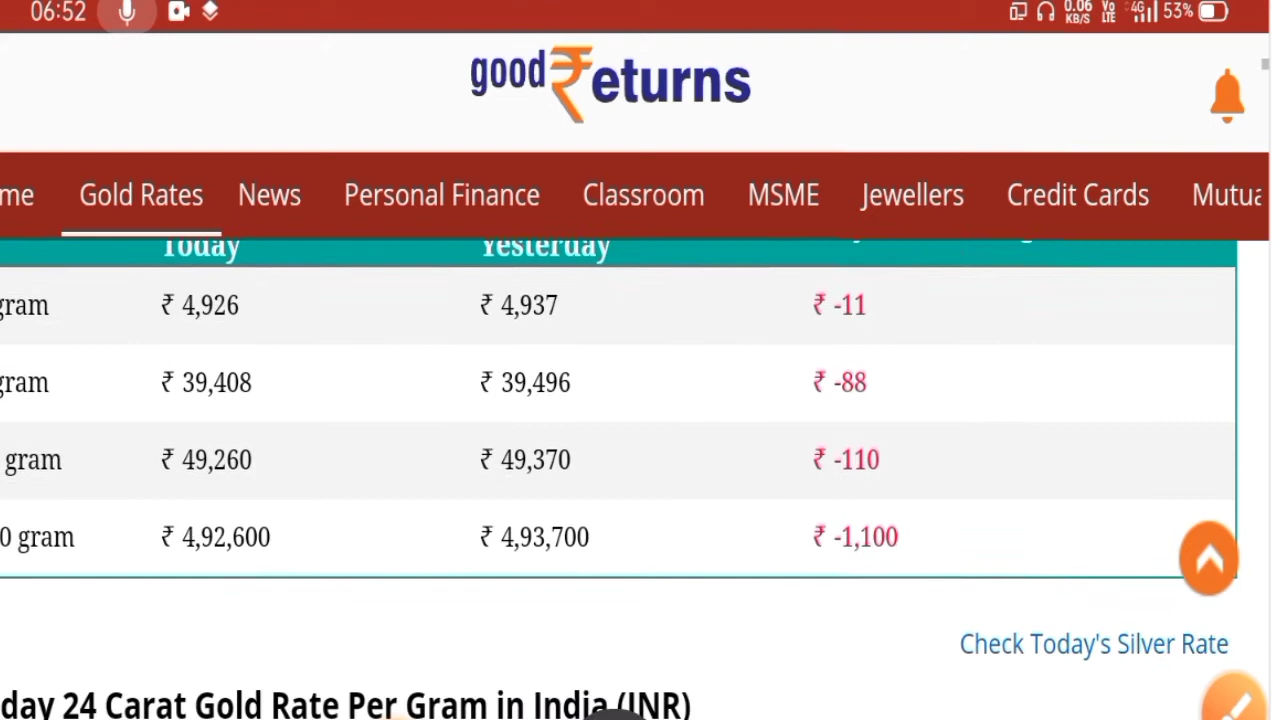 06:52 0.06 KB/S Vo LTE 4G 53%
good ₹eturns
me Gold Rates News Personal Finance Classroom MSME Jewellers Credit Cards Mutua
Today Yesterday
gram ₹ 4,926 ₹ 4,937 ₹ -11
gram ₹ 39,408 ₹ 39,496 ₹ -88
gram ₹ 49,260 ₹ 49,370 ₹ -110
0 gram ₹ 4,92,600 ₹ 4,93,700 ₹ -1,100
Check Today's Silver Rate
day 24 Carat Gold Rate Per Gram in India (INR)